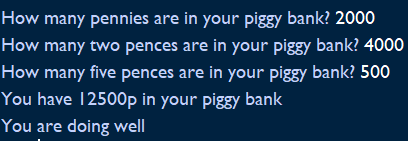 How many pennies are in your piggy bank? 2000
How many two pences are in your piggy bank? 4000
How many five pences are in your piggy bank? 500
You have 12500p in your piggy bank
You are doing well